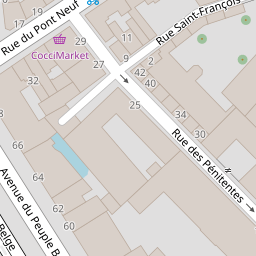 Rue du Pont Neuf
Rue Saint-François
CocciMarket
29
11
9
2
27
42
40
32
25
34
30
Rue des Pénitentes
66
64
62
60
Avenue du Peuple B
Belge